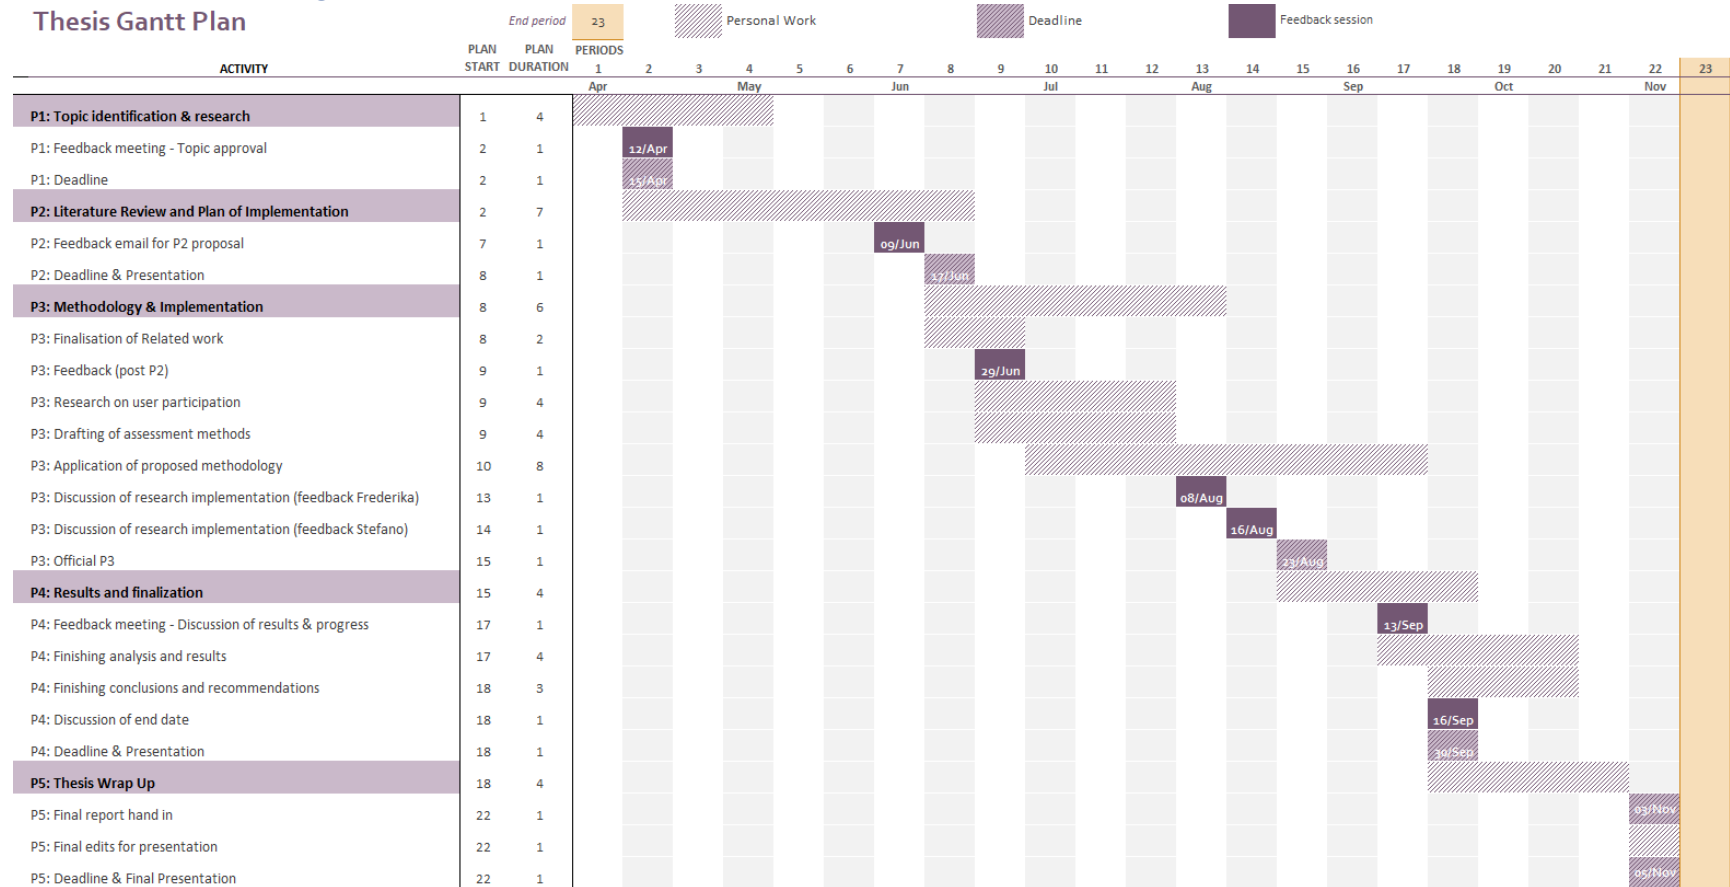 Thesis Gantt Plan
End period 23 Personal Work Deadline Feedback session
PLAN PLAN PERIODS
ACTIVITY START DURATION 1 2 3 4 5 6 7 8 9 10 11 12 13 14 15 16 17 18 19 20 21 22 23
Apr May Jun Jul Aug Sep Oct Nov
P1: Topic identification & research 1 4
P1: Feedback meeting - Topic approval 2 1 12/Apr
P1: Deadline 2 1 15/Apr
P2: Literature Review and Plan of Implementation 2 7
P2: Feedback email for P2 proposal 7 1 09/Jun
P2: Deadline & Presentation 8 1 17/Jun
P3: Methodology & Implementation 8 6
P3: Finalisation of Related work 8 2
P3: Feedback (post P2) 9 1 29/Jun
P3: Research on user participation 9 4
P3: Drafting of assessment methods 9 4
P3: Application of proposed methodology 10 8
P3: Discussion of research implementation (feedback Frederika) 13 1 08/Aug
P3: Discussion of research implementation (feedback Stefano) 14 1 16/Aug
P3: Official P3 15 1 23/Aug
P4: Results and finalization 15 4
P4: Feedback meeting - Discussion of results & progress 17 1 13/Sep
P4: Finishing analysis and results 17 4
P4: Finishing conclusions and recommendations 18 3
P4: Discussion of end date 18 1 16/Sep
P4: Deadline & Presentation 18 1 30/Sep
P5: Thesis Wrap Up 18 4
P5: Final report hand in 22 1 03/Nov
P5: Final edits for presentation 22 1
P5: Deadline & Final Presentation 22 1 05/Nov